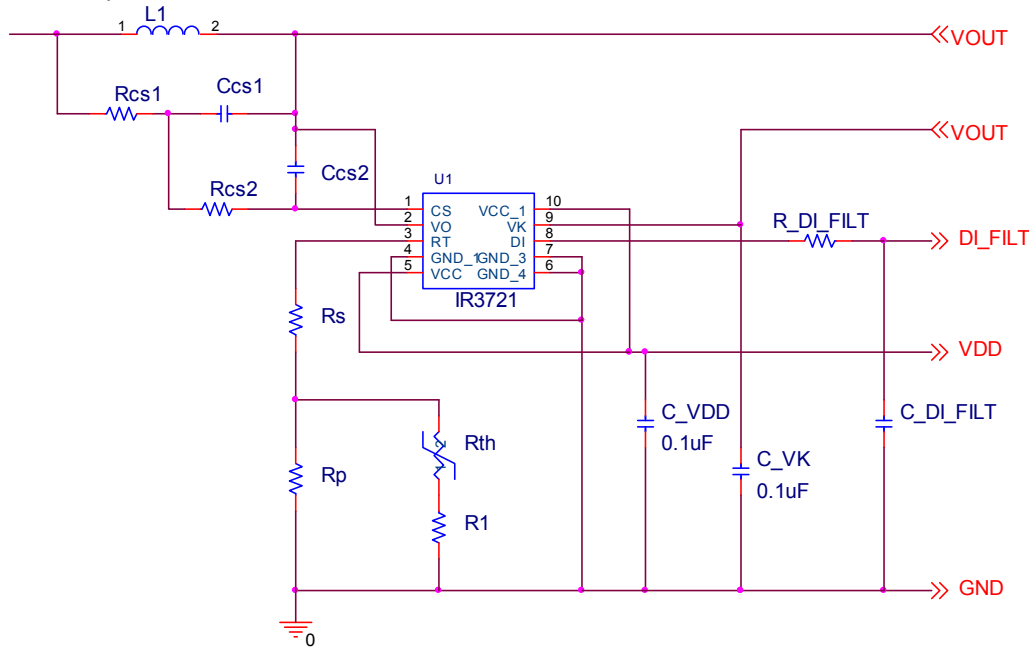 L1
1
2
VOUT
Rcs1
Ccs1
VOUT
Ccs2
Rcs2
U1
1
CS
VCC_1
10
2
VO
VK
9
R_DI_FILT
3
RT
DI
8
DI_FILT
4
GND_1
GND_3
7
5
VCC
GND_4
6
IR3721
Rs
VDD
C_VDD
0.1uF
C_DI_FILT
Rth
1
2
C_VK
0.1uF
Rp
R1
GND
0